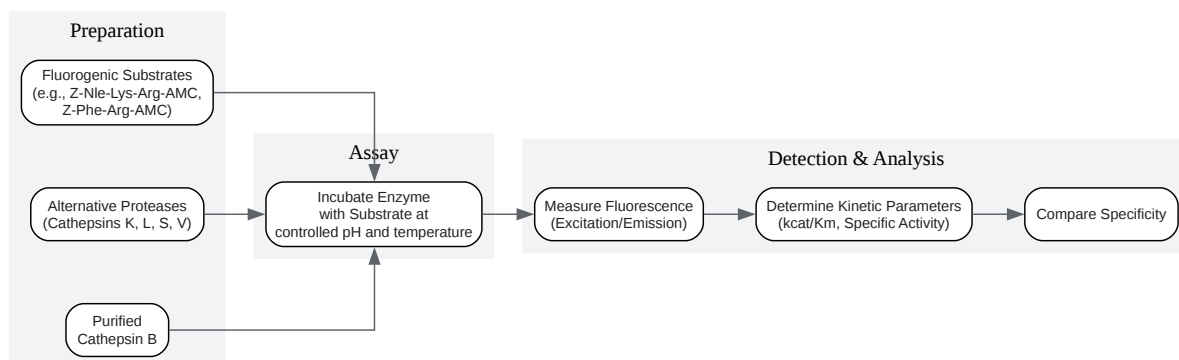 Preparation
Fluorogenic Substrates
(e.g., Z-Nle-Lys-Arg-AMC,
Z-Phe-Arg-AMC)
Alternative Proteases
(Cathepsins K, L, S, V)
Purified
Cathepsin B
Assay
Incubate Enzyme
with Substrate at
controlled pH and temperature
Detection & Analysis
Measure Fluorescence
(Excitation/Emission)
Determine Kinetic Parameters
(kcat/Km, Specific Activity)
Compare Specificity